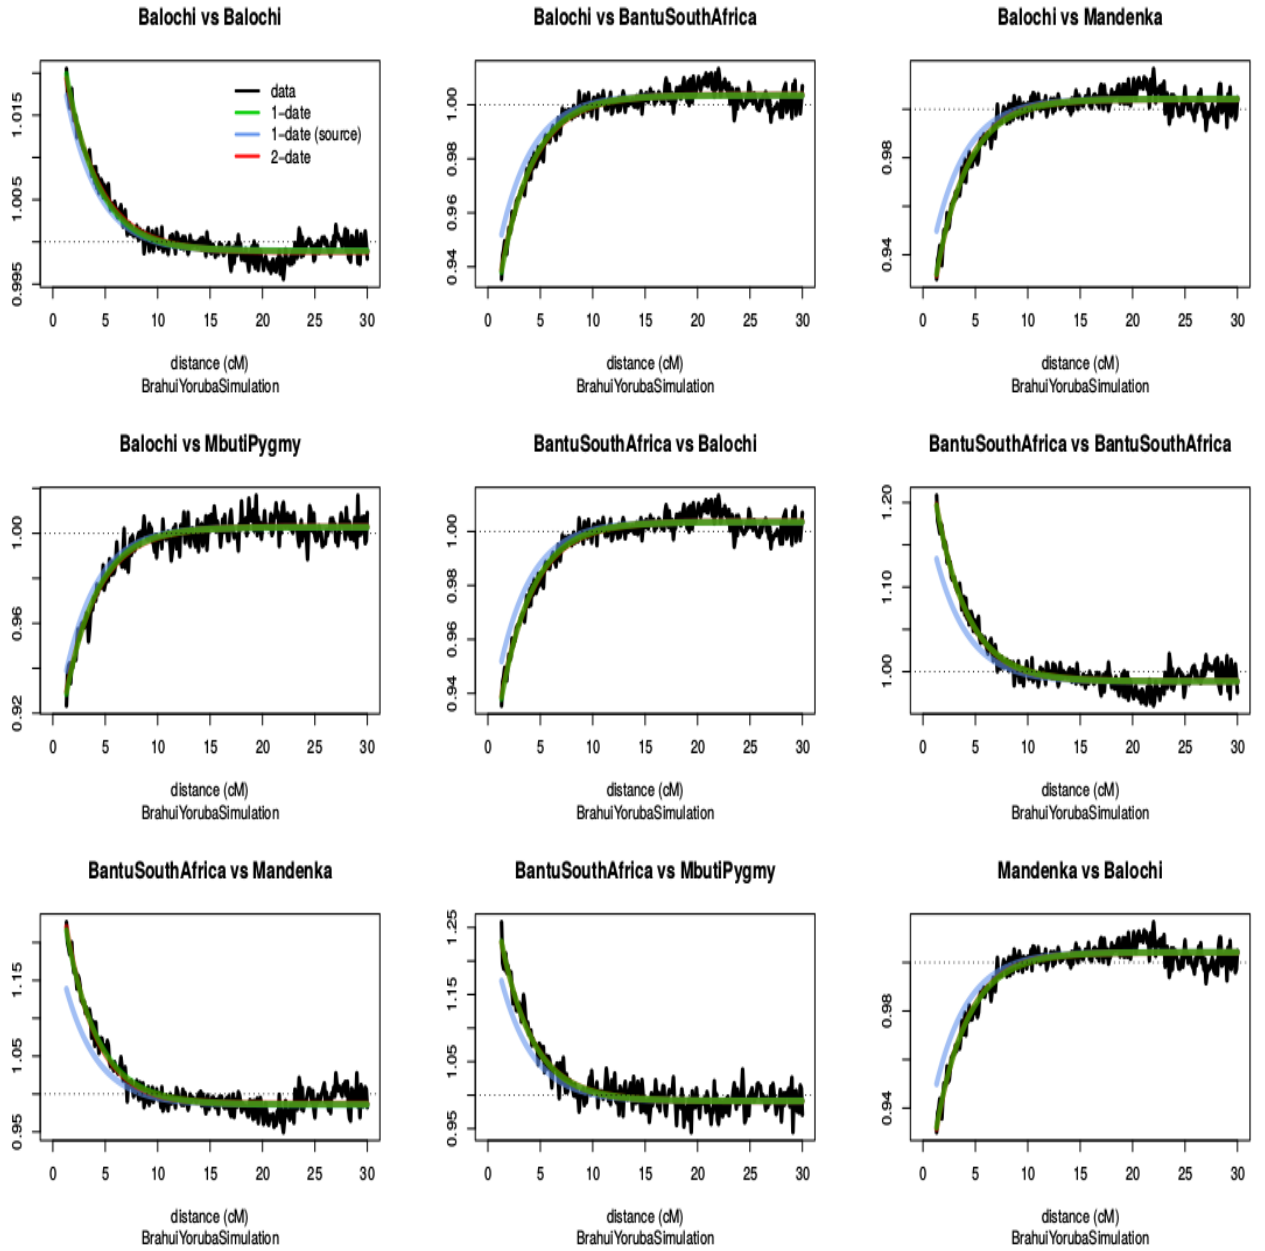 Balochi vs Balochi
1.015
1.005
0.995
data
1-date
1-date (source)
2-date
0 5 10 15 20 25 30
distance (cM)
BrahuiYorubaSimulation
Balochi vs BantuSouthAfrica
1.00
0.98
0.96
0.94
0 5 10 15 20 25 30
distance (cM)
BrahuiYorubaSimulation
Balochi vs Mandenka
0.98
0.94
0 5 10 15 20 25 30
distance (cM)
BrahuiYorubaSimulation
Balochi vs MbutiPygmy
1.00
0.96
0.92
0 5 10 15 20 25 30
distance (cM)
BrahuiYorubaSimulation
BantuSouthAfrica vs Balochi
1.00
0.98
0.96
0.94
0 5 10 15 20 25 30
distance (cM)
BrahuiYorubaSimulation
BantuSouthAfrica vs BantuSouthAfrica
1.20
1.10
1.00
0 5 10 15 20 25 30
distance (cM)
BrahuiYorubaSimulation
BantuSouthAfrica vs Mandenka
1.15
1.05
0.95
0 5 10 15 20 25 30
distance (cM)
BrahuiYorubaSimulation
BantuSouthAfrica vs MbutiPygmy
1.25
1.15
1.05
0.95
0 5 10 15 20 25 30
distance (cM)
BrahuiYorubaSimulation
Mandenka vs Balochi
0.98
0.94
0 5 10 15 20 25 30
distance (cM)
BrahuiYorubaSimulation